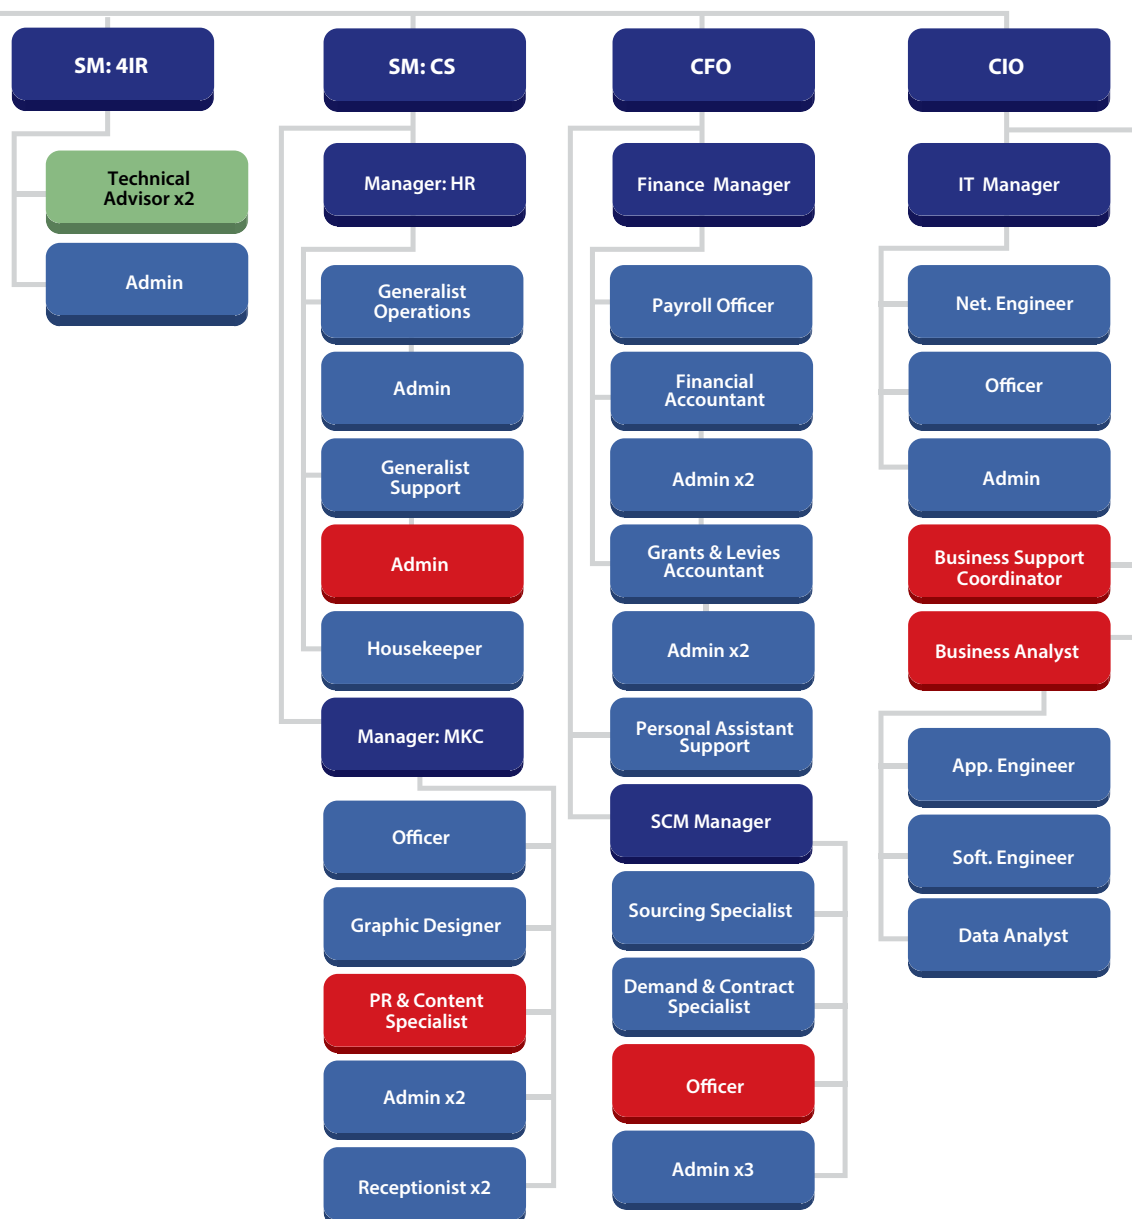 SM: 4IR
Technical
Advisor x2
Admin
SM: CS
Manager: HR
Generalist
Operations
Admin
Generalist
Support
Admin
Housekeeper
Manager: MKC
Officer
Graphic Designer
PR & Content
Specialist
Admin x2
Receptionist x2
CFO
Finance Manager
Payroll Officer
Financial
Accountant
Admin x2
Grants & Levies
Accountant
Admin x2
Personal Assistant
Support
SCM Manager
Sourcing Specialist
Demand & Contract
Specialist
Officer
Admin x3
CIO
IT Manager
Net. Engineer
Officer
Admin
Business Support
Coordinator
Business Analyst
App. Engineer
Soft. Engineer
Data Analyst